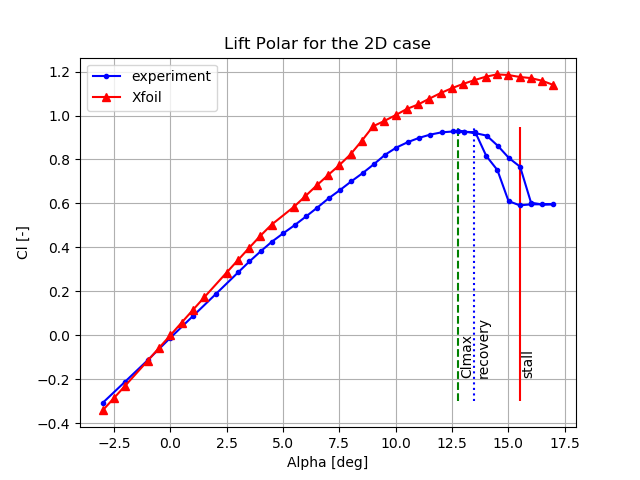 Lift Polar for the 2D case
experiment
Xfoil
Cl [-]
1.2
1.0
0.8
0.6
0.4
0.2
0.0
−0.2
−0.4
Clmax
recovery
stall
−2.5 0.0 2.5 5.0 7.5 10.0 12.5 15.0 17.5
Alpha [deg]